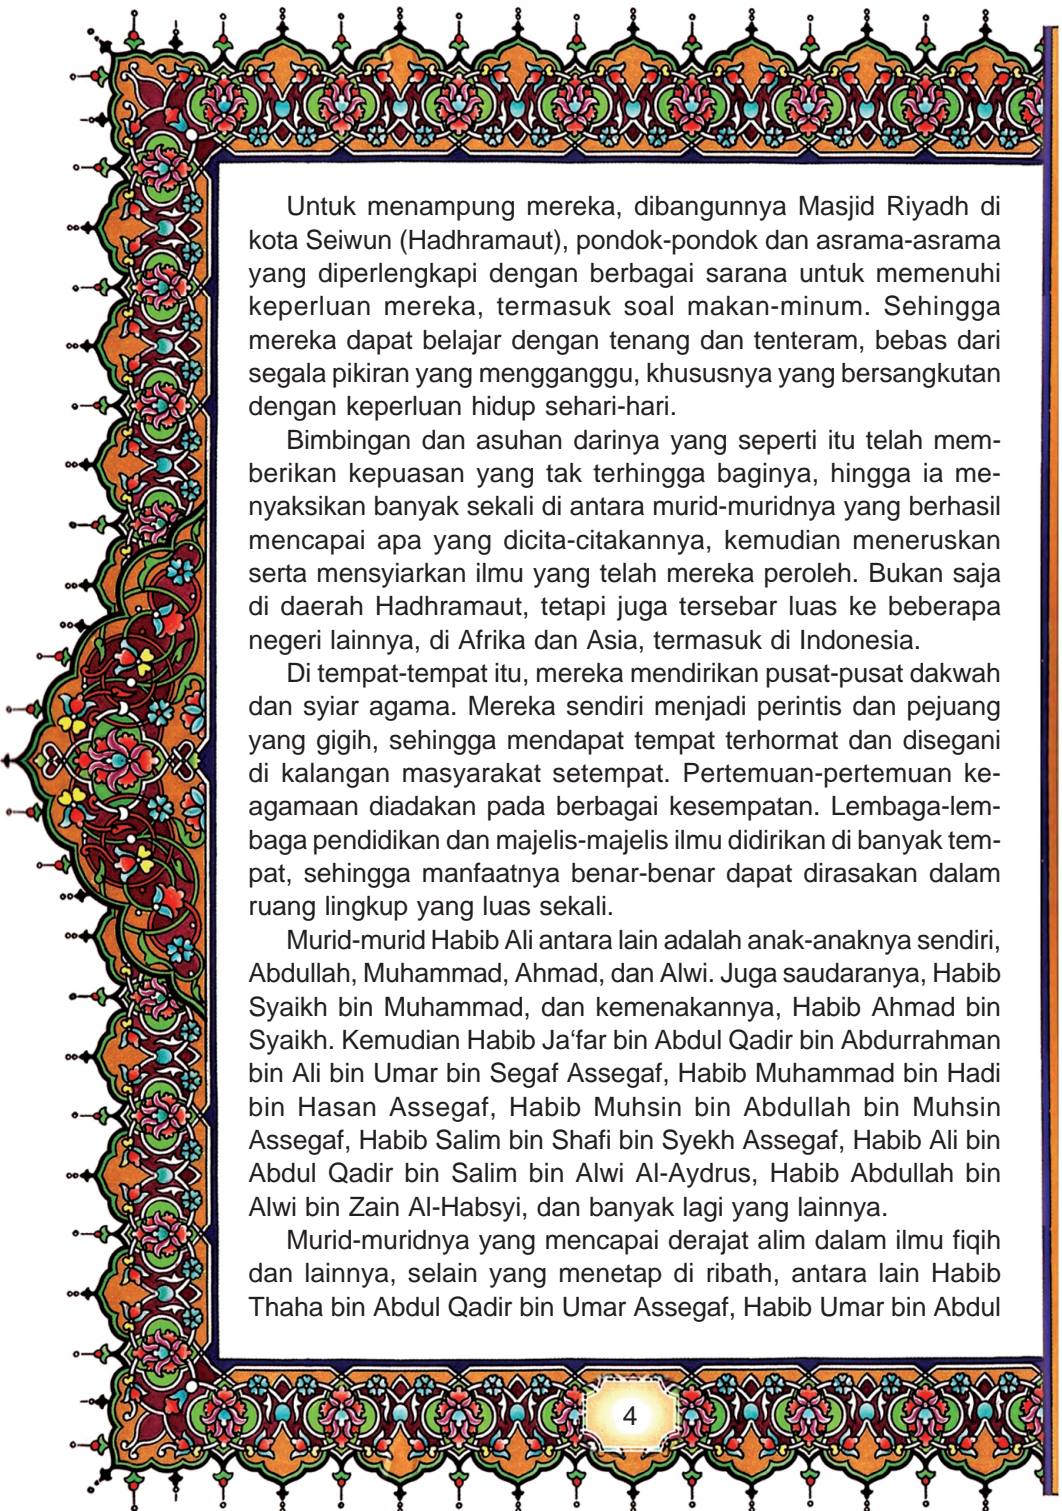 Untuk menampung mereka, dibangunnya Masjid Riyadh di
kota Seiwun (Hadhramaut), pondok-pondok dan asrama-asrama
yang diperlengkapi dengan berbagai sarana untuk memenuhi
keperluan mereka, termasuk soal makan-minum. Sehingga
mereka dapat belajar dengan tenang dan tenteram, bebas dari
segala pikiran yang mengganggu, khususnya yang bersangkutan
dengan keperluan hidup sehari-hari.
Bimbingan dan asuhan darinya yang seperti itu telah mem-
berikan kepuasan yang tak terhingga baginya, hingga ia me-
nyaksikan banyak sekali di antara murid-muridnya yang berhasil
mencapai apa yang dicita-citakannya, kemudian meneruskan
serta mensyiarkan ilmu yang telah mereka peroleh. Bukan saja
di daerah Hadhramaut, tetapi juga tersebar luas ke beberapa
negeri lainnya, di Afrika dan Asia, termasuk di Indonesia.
Di tempat-tempat itu, mereka mendirikan pusat-pusat dakwah
dan syiar agama. Mereka sendiri menjadi perintis dan pejuang
yang gigih, sehingga mendapat tempat terhormat dan disegani
di kalangan masyarakat setempat. Pertemuan-pertemuan ke-
agamaan diadakan pada berbagai kesempatan. Lembaga-lem-
baga pendidikan dan majelis-majelis ilmu didirikan di banyak tem-
pat, sehingga manfaatnya benar-benar dapat dirasakan dalam
ruang lingkup yang luas sekali.
Murid-murid Habib Ali antara lain adalah anak-anaknya sendiri,
Abdullah, Muhammad, Ahmad, dan Alwi. Juga saudaranya, Habib
Syaikh bin Muhammad, dan kemenakannya, Habib Ahmad bin
Syaikh. Kemudian Habib Ja‘far bin Abdul Qadir bin Abdurrahman
bin Ali bin Umar bin Segaf Assegaf, Habib Muhammad bin Hadi
bin Hasan Assegaf, Habib Muhsin bin Abdullah bin Muhsin
Assegaf, Habib Salim bin Shafi bin Syekh Assegaf, Habib Ali bin
Abdul Qadir bin Salim bin Alwi Al-Aydrus, Habib Abdullah bin
Alwi bin Zain Al-Habsyi, dan banyak lagi yang lainnya.
Murid-muridnya yang mencapai derajat alim dalam ilmu fiqih
dan lainnya, selain yang menetap di ribath, antara lain Habib
Thaha bin Abdul Qadir bin Umar Assegaf, Habib Umar bin Abdul
4